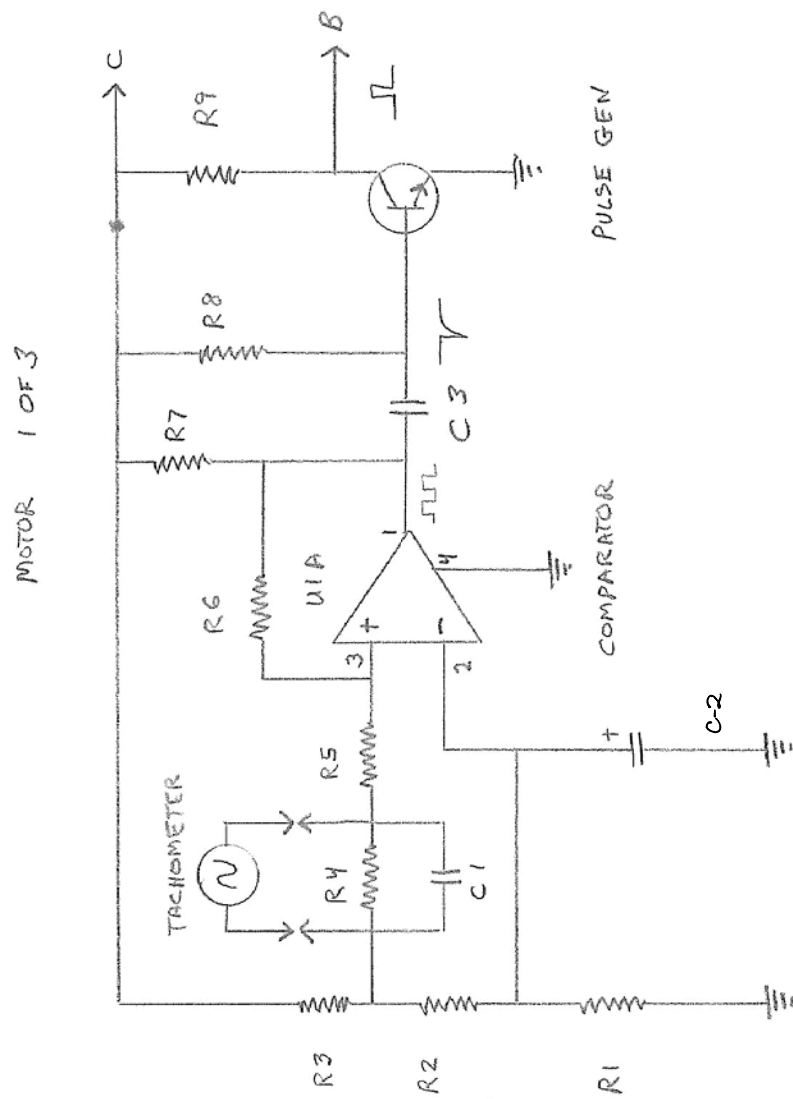 MOTOR 1 OF 3
C
R7
R8
R9
B
TACHOMETER
R6
R3
R4
R5
3
+
U1A
1
C1
2
-
4
C 3
R2
+
C-2
COMPARATOR
PULSE GEN
R1